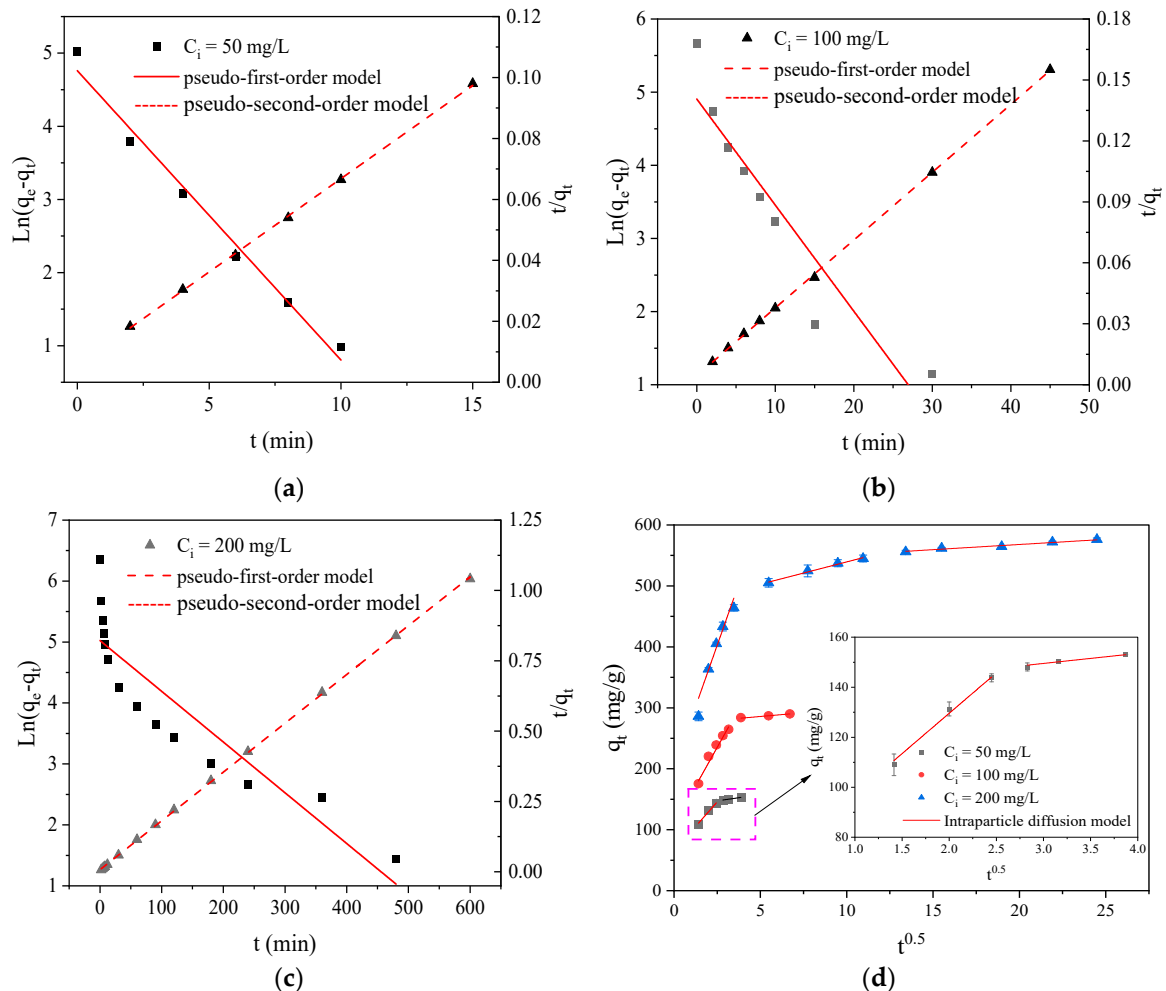 C_i = 50 mg/L
pseudo-first-order model
pseudo-second-order model
Ln(q_e-q_t)
t/q_t
5
4
3
2
1
0.12
0.10
0.08
0.06
0.04
0.02
0.00
0 5 10 15
t (min)
(a)
C_i = 100 mg/L
pseudo-first-order model
pseudo-second-order model
Ln(q_e-q_t)
t/q_t
6
5
4
3
2
1
0.18
0.15
0.12
0.09
0.06
0.03
0.00
0 10 20 30 40 50
t (min)
(b)
C_i = 200 mg/L
pseudo-first-order model
pseudo-second-order model
Ln(q_e-q_t)
t/q_t
7
6
5
4
3
2
1
1.25
1.00
0.75
0.50
0.25
0.00
0 100 200 300 400 500 600
t (min)
(c)
q_t (mg/g)
600
500
400
300
200
100
0
0 5 10 15 20 25
t^0.5
160
140
120
100
80
q_t (mg/g)
C_i = 50 mg/L
C_i = 100 mg/L
C_i = 200 mg/L
Intraparticle diffusion model
1.0 1.5 2.0 2.5 3.0 3.5 4.0
t^0.5
(d)